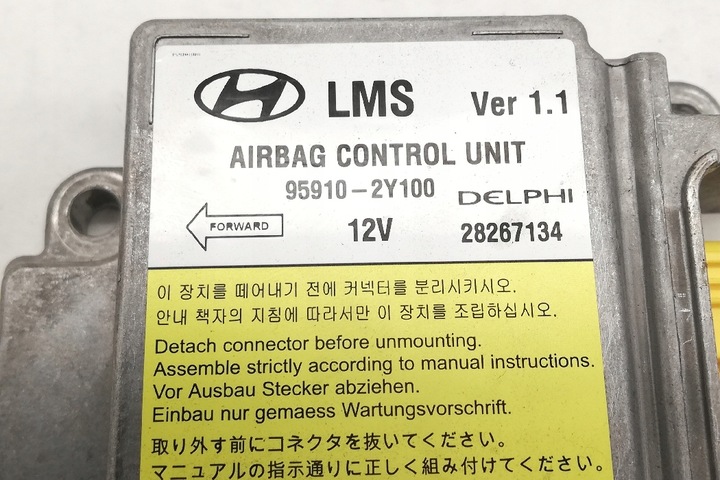 LMS Ver 1.1
AIRBAG CONTROL UNIT
95910-2Y100 DELPHI
FORWARD 12V 28267134
이 장치를 떼어내기 전에 커넥터를 분리시키시오.
안내 책자의 지침에 따라서만 이 장치를 조립하십시오.
Detach connector before unmounting.
Assemble strictly according to manual instructions.
Vor Ausbau Stecker abziehen.
Einbau nur gemaess Wartungsvorschrift.
取り外す前にコネクタを抜いてください。
マニュアルの指示通りに正しく組み付けてください。